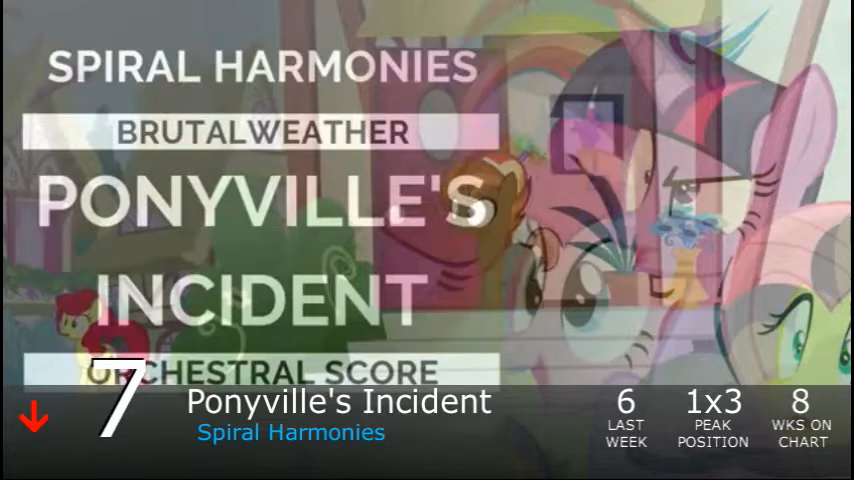 SPIRAL HARMONIES
BRUTALWEATHER
PONYVILLE'S
INCIDENT
ORCHESTRAL SCORE
7
Ponyville's Incident
Spiral Harmonies
6
LAST
WEEK
1x3
PEAK
POSITION
8
WKS ON
CHART